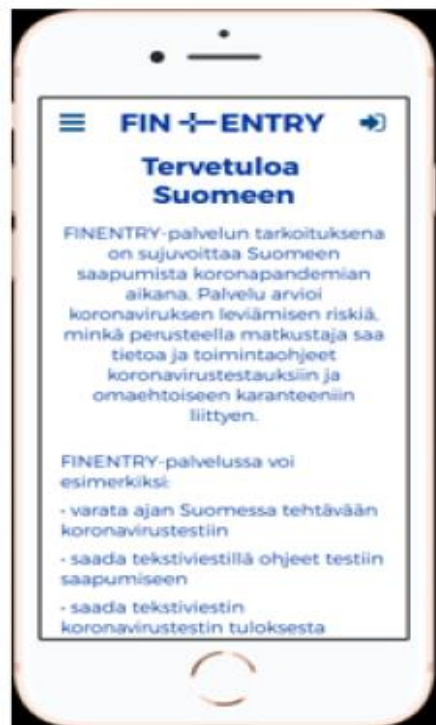 FIN ENTRY
Tervetuloa
Suomeen
FINENTRY-palvelun tarkoituksena
on sujuvoittaa Suomeen
saapumista koronapandemian
aikana. Palvelu arvioi
koronaviruksen leviämisen riskiä,
minkä perusteella matkustaja saa
tietoa ja toimintaohjeet
koronavirustestauksiin ja
omaehtoiseen karanteeniin
liittyen.
FINENTRY-palvelussa voi
esimerkiksi:
- varata ajan Suomessa tehtävään
koronavirustestiin
- saada tekstiviestillä ohjeet testiin
saapumiseen
- saada tekstiviestin
koronavirustestin tuloksesta